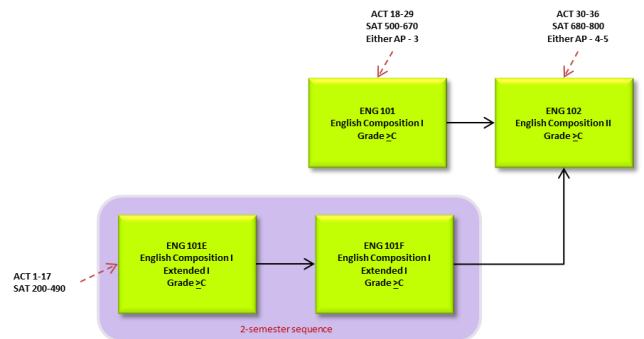 ACT 18-29
SAT 500-670
Either AP - 3
ACT 30-36
SAT 680-800
Either AP - 4-5
ENG 101
English Composition I
Grade >C
ENG 102
English Composition II
Grade >C
ENG 101E
English Composition I
Extended I
Grade >C
ENG 101F
English Composition I
Extended I
Grade >C
ACT 1-17
SAT 200-490
2-semester sequence